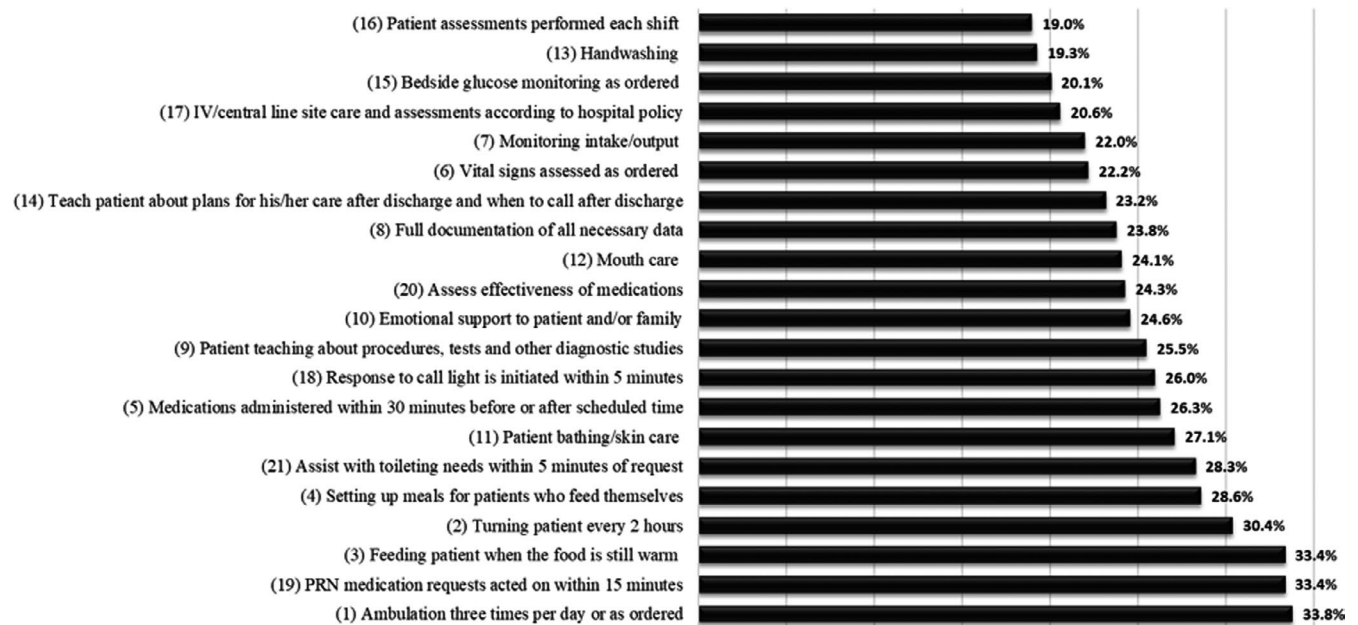 (16) Patient assessments performed each shift 19.0%
(13) Handwashing 19.3%
(15) Bedside glucose monitoring as ordered 20.1%
(17) IV/central line site care and assessments according to hospital policy 20.6%
(7) Monitoring intake/output 22.0%
(6) Vital signs assessed as ordered 22.2%
(14) Teach patient about plans for his/her care after discharge and when to call after discharge 23.2%
(8) Full documentation of all necessary data 23.8%
(12) Mouth care 24.1%
(20) Assess effectiveness of medications 24.3%
(10) Emotional support to patient and/or family 24.6%
(9) Patient teaching about procedures, tests and other diagnostic studies 25.5%
(18) Response to call light is initiated within 5 minutes 26.0%
(5) Medications administered within 30 minutes before or after scheduled time 26.3%
(11) Patient bathing/skin care 27.1%
(21) Assist with toileting needs within 5 minutes of request 28.3%
(4) Setting up meals for patients who feed themselves 28.6%
(2) Turning patient every 2 hours 30.4%
(3) Feeding patient when the food is still warm 33.4%
(19) PRN medication requests acted on within 15 minutes 33.4%
(1) Ambulation three times per day or as ordered 33.8%